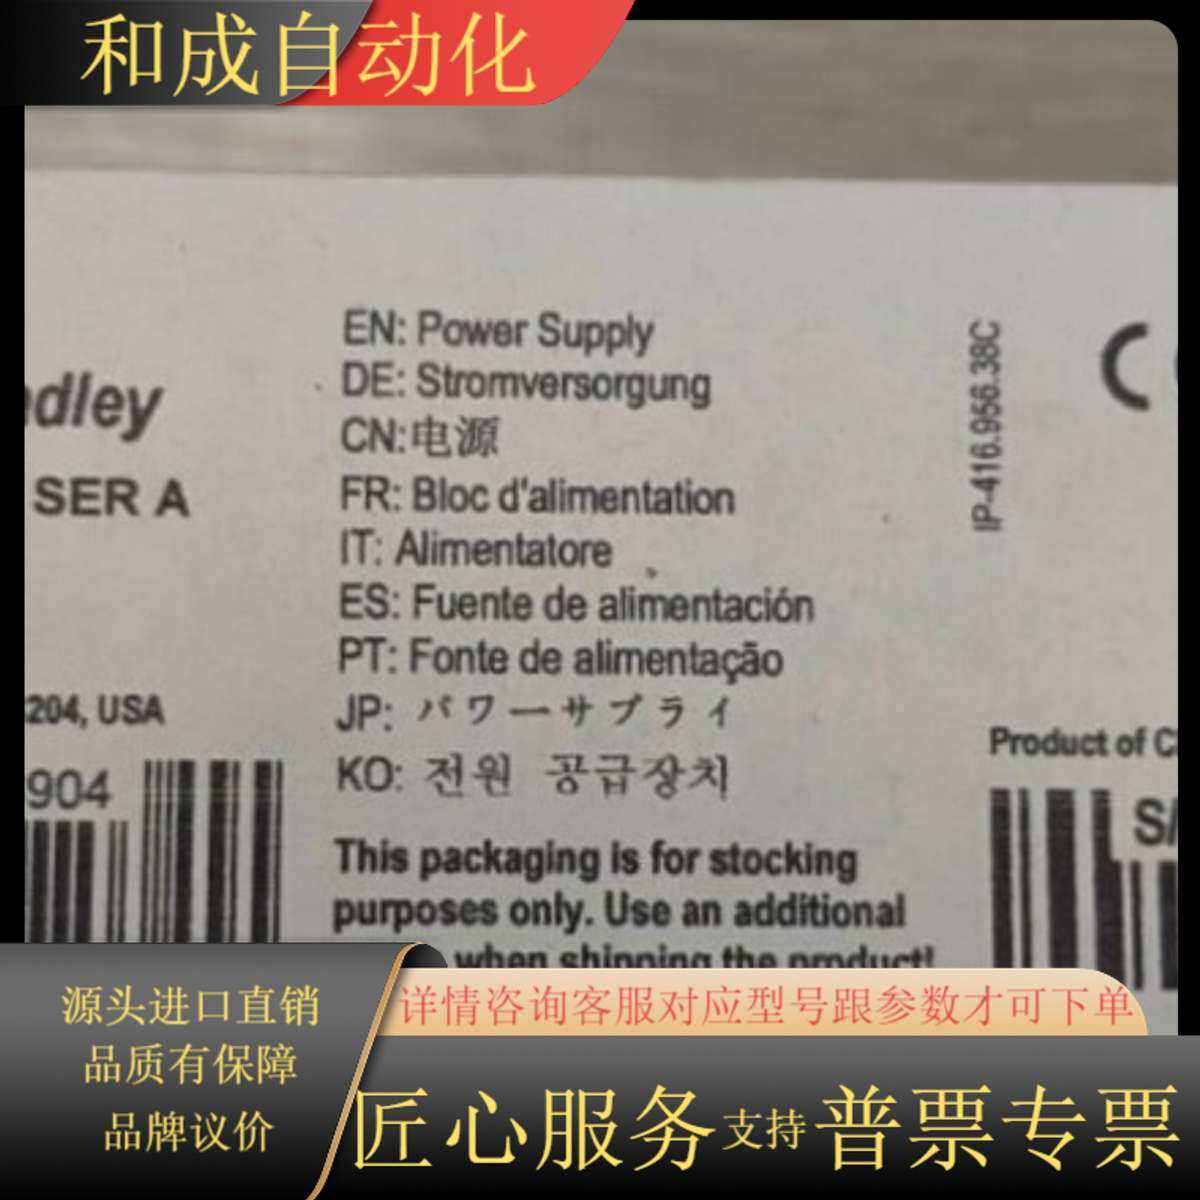 和成自动化
EN: Power Supply
DE: Stromversorgung
CN:电源
FR: Bloc d'alimentation
IT: Alimentatore
ES: Fuente de alimentación
PT: Fonte de alimentação
JP: パワーサプライ
KO: 전원 공급장치
This packaging is for stocking
purposes only. Use an additional
when shipping the product!
dley
SER A
204, USA
904
IP-416.956.38C
Product of C
S/
源头进口直销
品质有保障
品牌议价
详情咨询客服对应型号跟参数才可下单
匠心服务支持普票专票